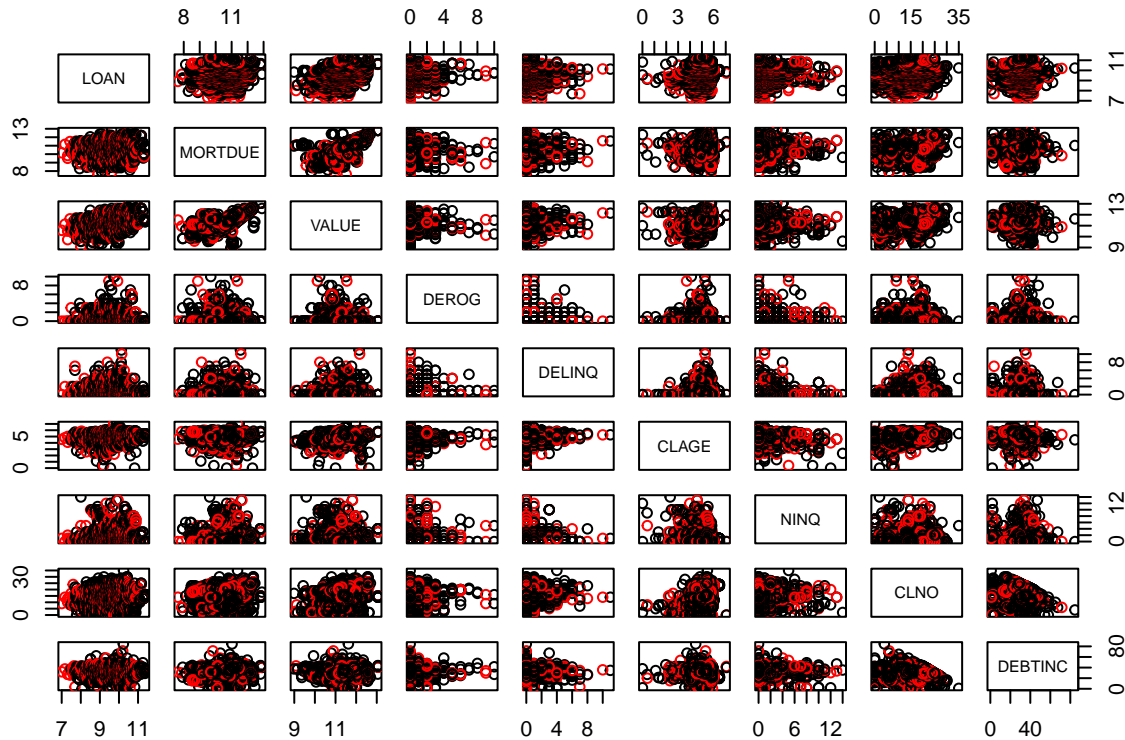 8 11
0 4 8
0 3 6
0 15 35
LOAN
7 11
8 13
MORTDUE
VALUE
9 13
0 8
DEROG
DELINQ
0 8
0 5
CLAGE
NINQ
0 12
0 30
CLNO
DEBTINC
0 80
7 9 11
9 11
0 4 8
0 6 12
0 40